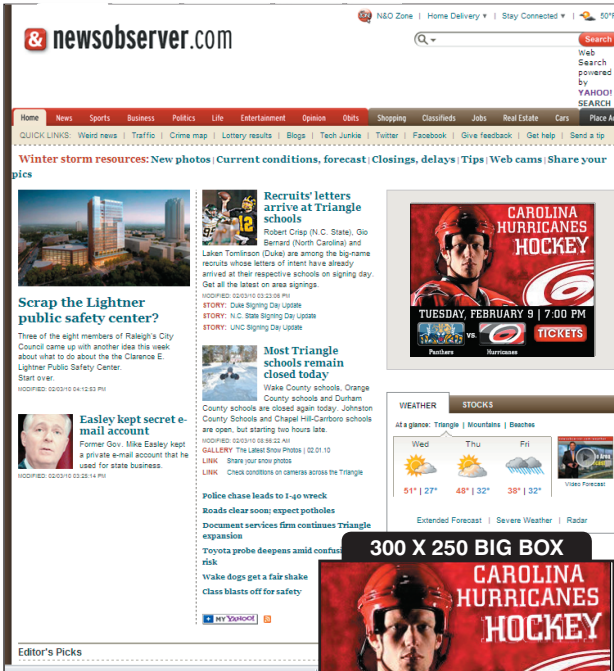 N&O Zone | Home Delivery ▾ | Stay Connected ▾ | 50°F
& newsobserver.com
Search
Web
Search
powered
by
YAHOO!
SEARCH
Home News Sports Business Politics Life Entertainment Opinion Obits Shopping Classifieds Jobs Real Estate Cars Place A
QUICK LINKS: Weird news | Traffic | Crime map | Lottery results | Blogs | Tech Junkie | Twitter | Facebook | Give feedback | Get help | Send a tip
Winter storm resources: New photos | Current conditions, forecast | Closings, delays | Tips | Web cams | Share your
pics
Scrap the Lightner
public safety center?
Three of the eight members of Raleigh's City
Council came up with another idea this week
about what to do about the the Clarence E.
Lightner Public Safety Center.
Start over.
MODIFIED: 02/03/10 04:12:53 PM
Easley kept secret e-
mail account
Former Gov. Mike Easley kept
a private e-mail account that he
used for state business.
MODIFIED: 02/03/10 03:25:14 PM
Recruits' letters
arrive at Triangle
schools
Robert Crisp (N.C. State), Gio
Bernard (North Carolina) and
Laken Tomlinson (Duke) are among the big-name
recruits whose letters of intent have already
arrived at their respective schools on signing day.
Get all the latest on area signings.
MODIFIED: 02/03/10 03:23:06 PM
STORY: Duke Signing Day Update
STORY: N.C. State Signing Day Update
STORY: UNC Signing Day Update
Most Triangle
schools remain
closed today
Wake County schools, Orange
County schools and Durham
County schools are closed again today. Johnston
County Schools and Chapel Hill-Carrboro schools
are open, but starting two hours late.
MODIFIED: 02/03/10 08:56:22 AM
GALLERY The Latest Snow Photos | 02.01.10
LINK Share your snow photos
LINK Check conditions on cameras across the Triangle
Police chase leads to I-40 wreck
Roads clear soon; expect potholes
Document services firm continues Triangle
expansion
Toyota probe deepens amid confus
risk
Wake dogs get a fair shake
Class blasts off for safety
MY YAHOO!
CAROLINA
HURRICANES
HOCKEY
TUESDAY, FEBRUARY 9 | 7:00 PM
VS. TICKETS
Panthers Hurricanes
WEATHER STOCKS
At a glance: Triangle | Mountains | Beaches
Wed Thu Fri
51° | 27° 48° | 32° 38° | 32°
Video Forecast
Extended Forecast | Severe Weather | Radar
300 X 250 BIG BOX
CAROLINA
HURRICANES
HOCKEY
Editor's Picks